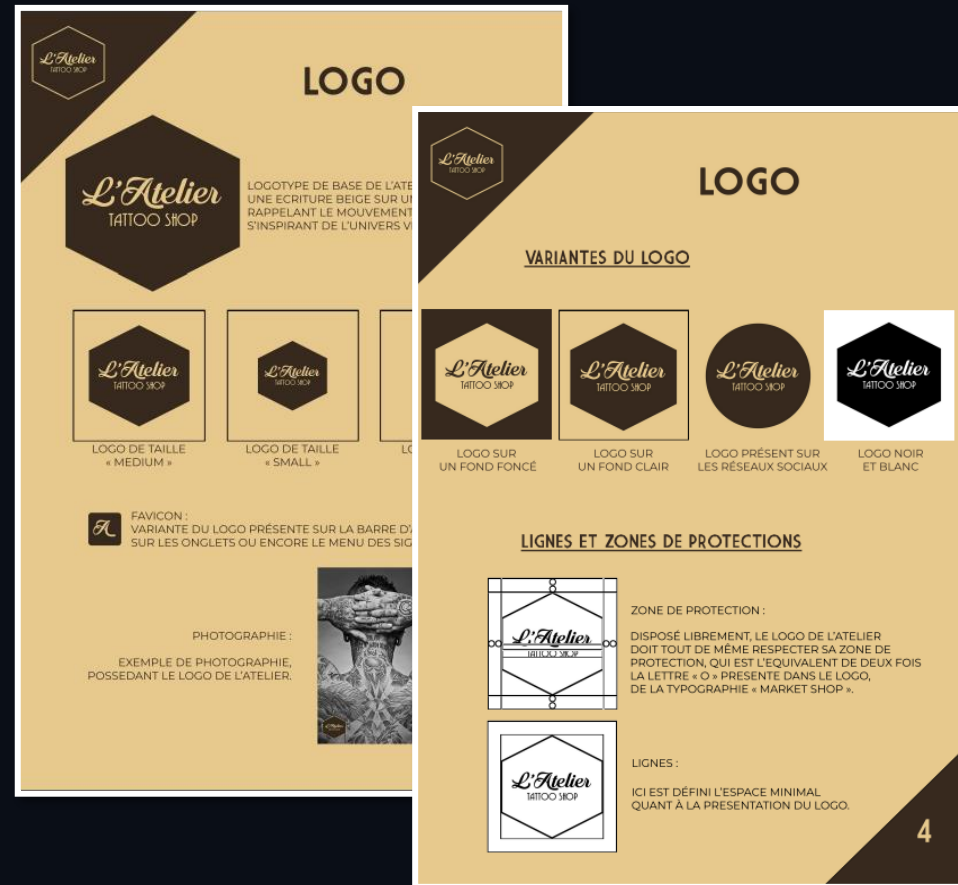 L'Atelier
TATTOO SHOP
LOGO
L'Atelier
TATTOO SHOP
LOGOTYPE DE BASE DE L'ATE
UNE ECRITURE BEIGE SUR U
RAPPELANT LE MOUVEMENT
S'INSPIRANT DE L'UNIVERS V
L'Atelier
TATTOO SHOP
L'Atelier
TATTOO SHOP
LOGO DE TAILLE
« MEDIUM »
LOGO DE TAILLE
« SMALL »
FAVICON :
VARIANTE DU LOGO PRÉSENTE SUR LA BARRE D'
SUR LES ONGLETS OU ENCORE LE MENU DES SIG
PHOTOGRAPHIE :
EXEMPLE DE PHOTOGRAPHIE,
POSSEDANT LE LOGO DE L'ATELIER.
L'Atelier
TATTOO SHOP
LOGO
VARIANTES DU LOGO
L'Atelier
TATTOO SHOP
L'Atelier
TATTOO SHOP
L'Atelier
TATTOO SHOP
L'Atelier
TATTOO SHOP
LOGO SUR
UN FOND FONCÉ
LOGO SUR
UN FOND CLAIR
LOGO PRÉSENT SUR
LES RÉSEAUX SOCIAUX
LOGO NOIR
ET BLANC
LIGNES ET ZONES DE PROTECTIONS
L'Atelier
TATTOO SHOP
ZONE DE PROTECTION :
DISPOSÉ LIBREMENT, LE LOGO DE L'ATELIER
DOIT TOUT DE MÊME RESPECTER SA ZONE DE
PROTECTION, QUI EST L'EQUIVALENT DE DEUX FOIS
LA LETTRE « O » PRESENTE DANS LE LOGO,
DE LA TYPOGRAPHIE « MARKET SHOP ».
L'Atelier
TATTOO SHOP
LIGNES :
ICI EST DÉFINI L'ESPACE MINIMAL
QUANT À LA PRESENTATION DU LOGO.
4